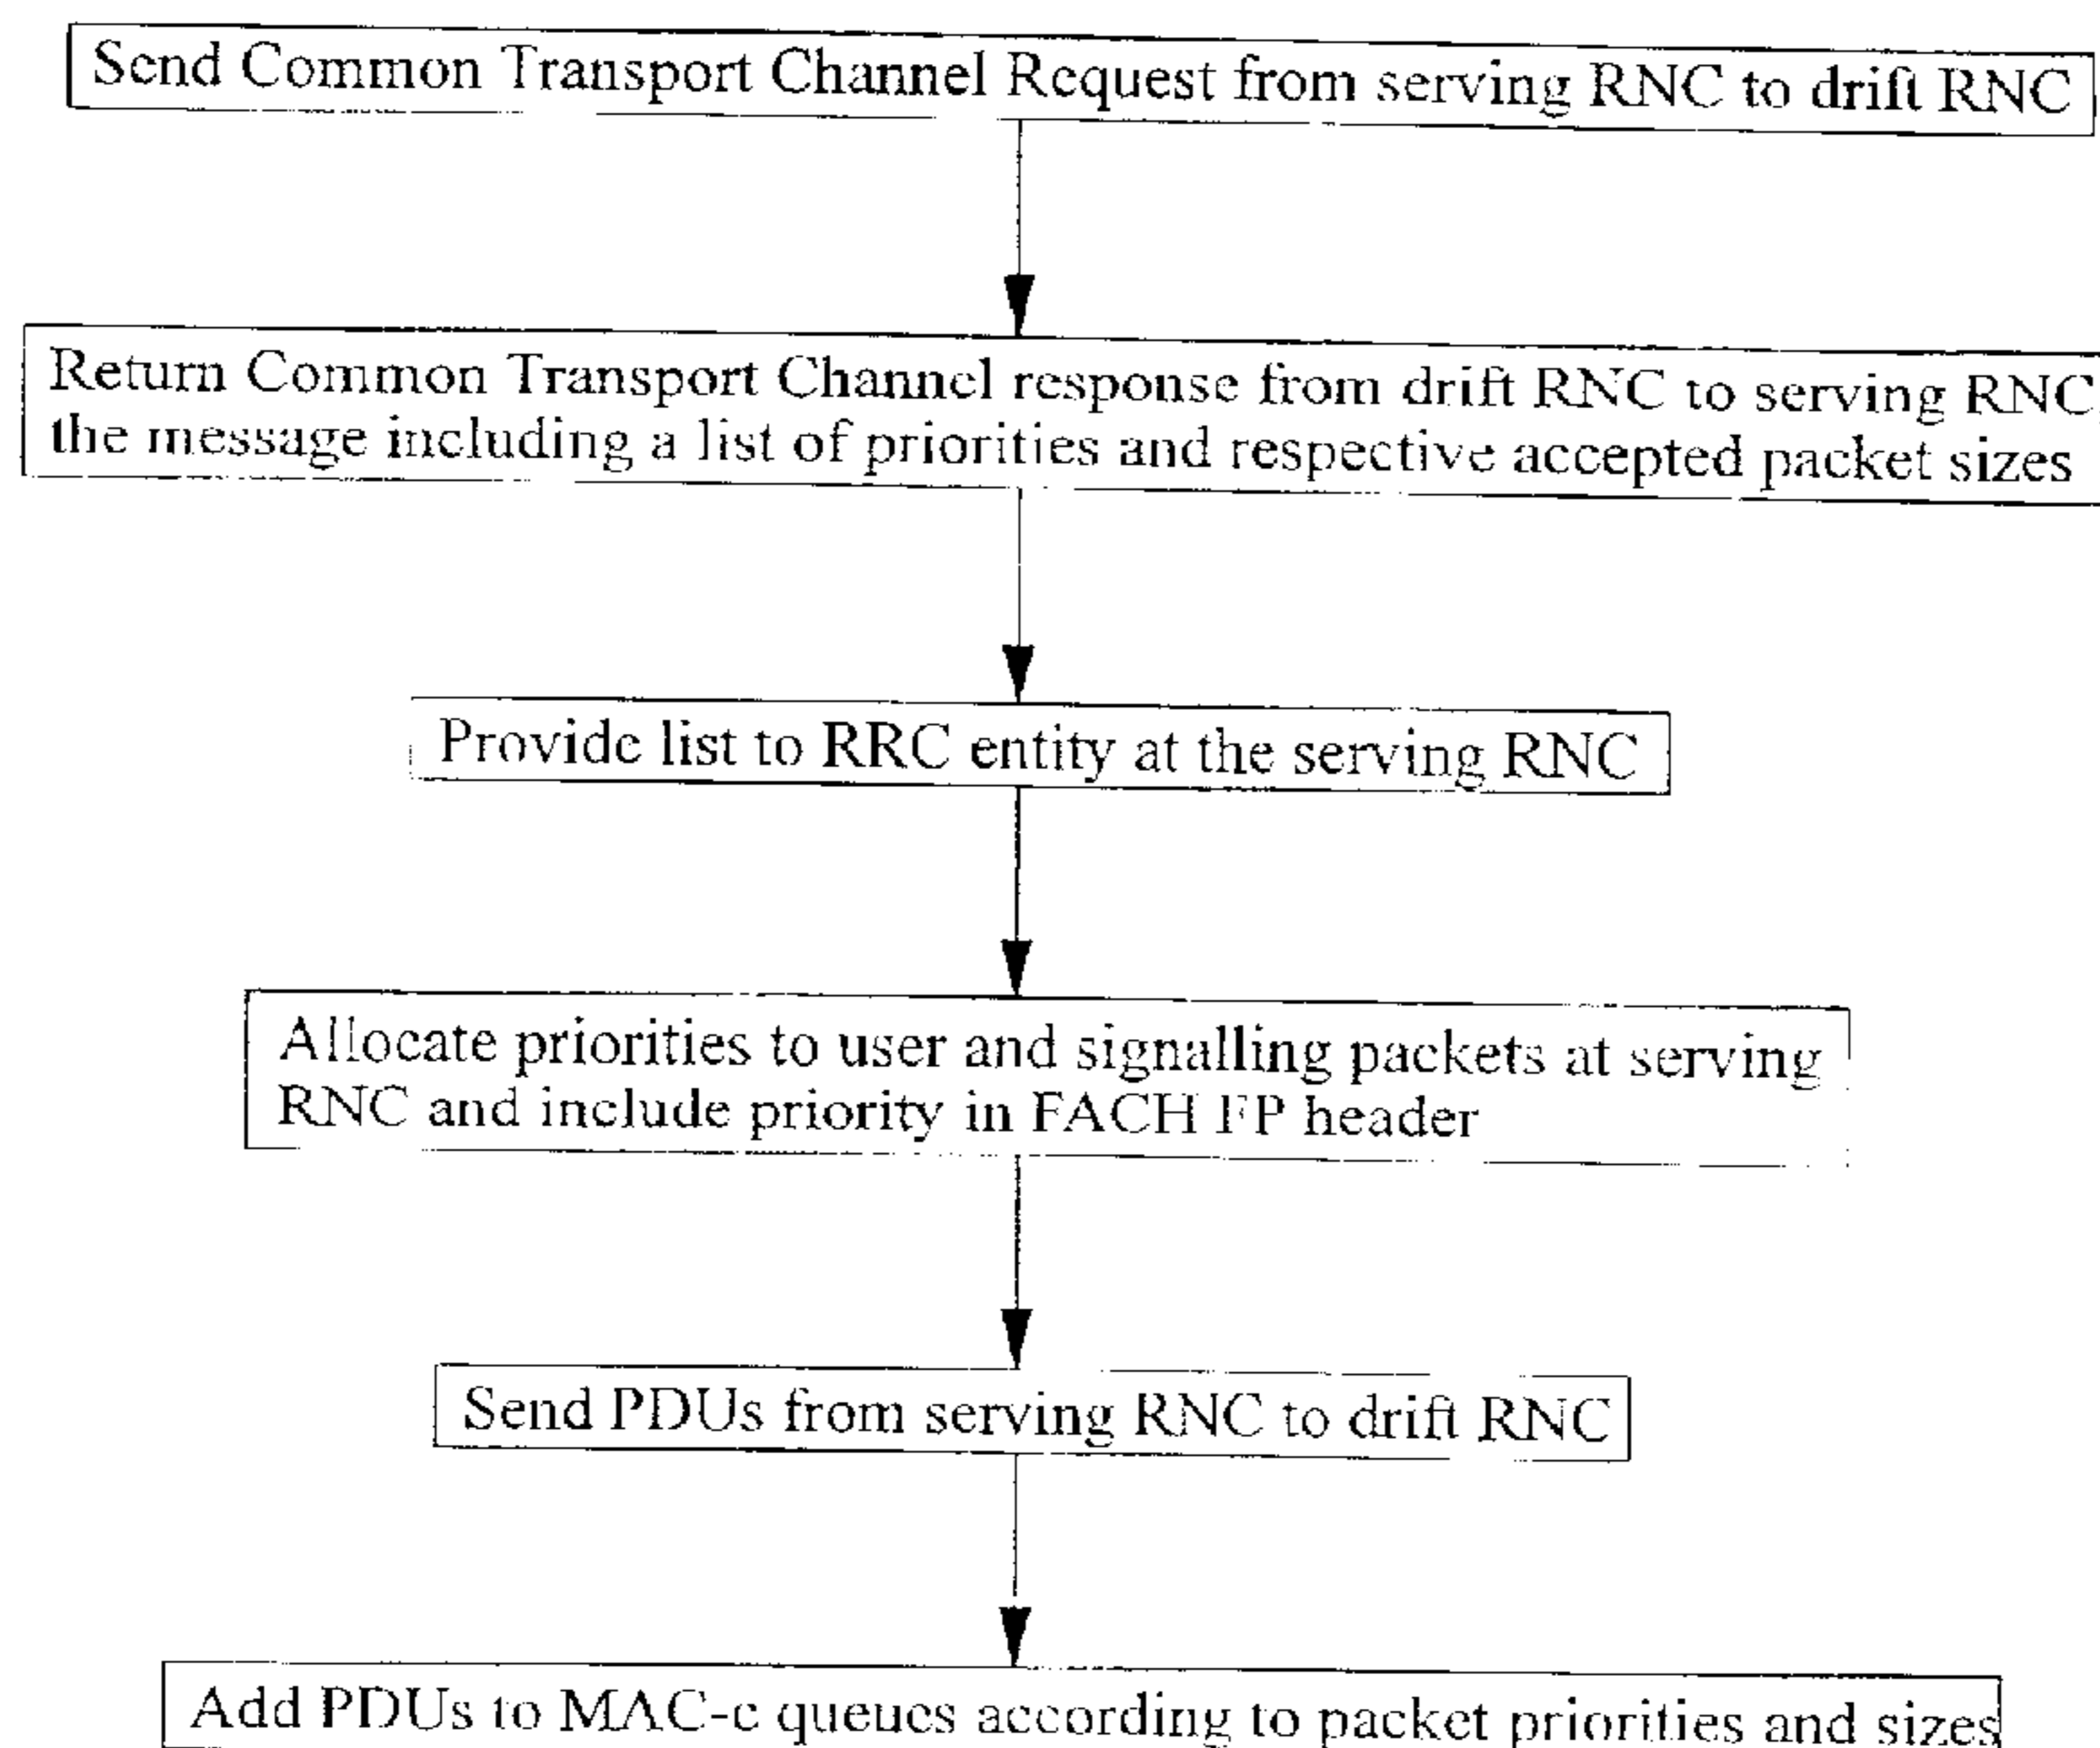 Send Common Transport Channel Request from serving RNC to drift RNC
Return Common Transport Channel response from drift RNC to serving RNC,
the message including a list of priorities and respective accepted packet sizes
Provide list to RRC entity at the serving RNC
Allocate priorities to user and signalling packets at serving
RNC and include priority in FACH FP header
Send PDUs from serving RNC to drift RNC
Add PDUs to MAC-c queues according to packet priorities and sizes